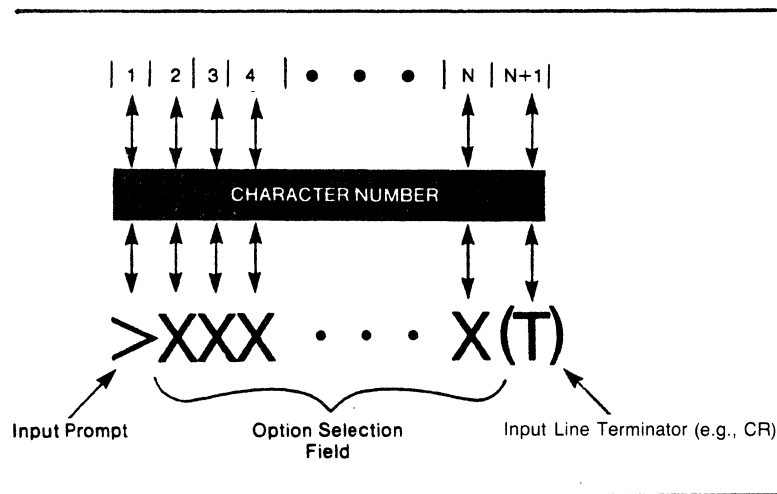 | 1 | 2 | 3 | 4 | • • • | N | N+1 |
CHARACTER NUMBER
>XXX • • • X(T)
Input Prompt
Option Selection
Field
Input Line Terminator (e.g., CR)